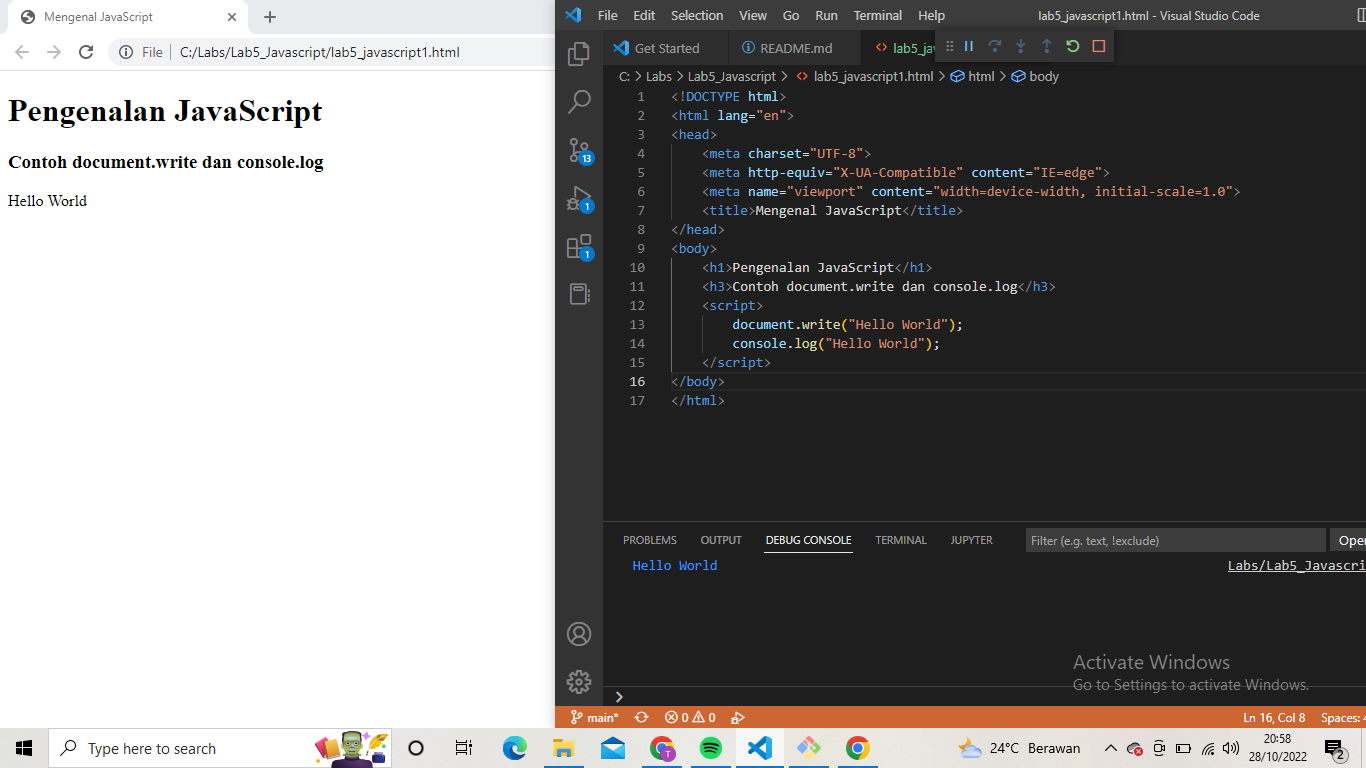 Mengenal JavaScript
File C:/Labs/Lab5_Javascript/lab5_javascript1.html
Pengenalan JavaScript
Contoh document.write dan console.log
Hello World
File Edit Selection View Go Run Terminal Help lab5_javascript1.html - Visual Studio Code
Get Started README.md lab5_jav
C: > Labs > Lab5_Javascript > lab5_javascript1.html > html > body
1 <!DOCTYPE html>
2 <html lang="en">
3 <head>
4 <meta charset="UTF-8">
5 <meta http-equiv="X-UA-Compatible" content="IE=edge">
6 <meta name="viewport" content="width=device-width, initial-scale=1.0">
7 <title>Mengenal JavaScript</title>
8 </head>
9 <body>
10 <h1>Pengenalan JavaScript</h1>
11 <h3>Contoh document.write dan console.log</h3>
12 <script>
13 document.write("Hello World");
14 console.log("Hello World");
15 </script>
16 </body>
17 </html>
13
1
1
PROBLEMS OUTPUT DEBUG CONSOLE TERMINAL JUPYTER Filter (e.g. text, !exclude) Oper
Hello World Labs/Lab5_Javascri
Activate Windows
Go to Settings to activate Windows.
main* 0 0 Ln 16, Col 8 Spaces: 4
Type here to search T 24°C Berawan 20:58
28/10/2022 2